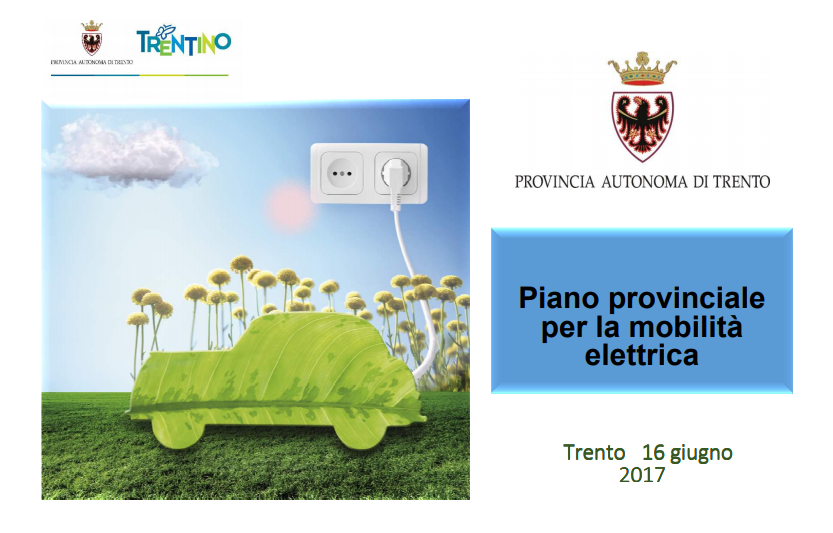 TRENTINO
PROVINCIA AUTONOMA DI TRENTO
PROVINCIA AUTONOMA DI TRENTO
Piano provinciale
per la mobilità
elettrica
Trento 16 giugno
2017